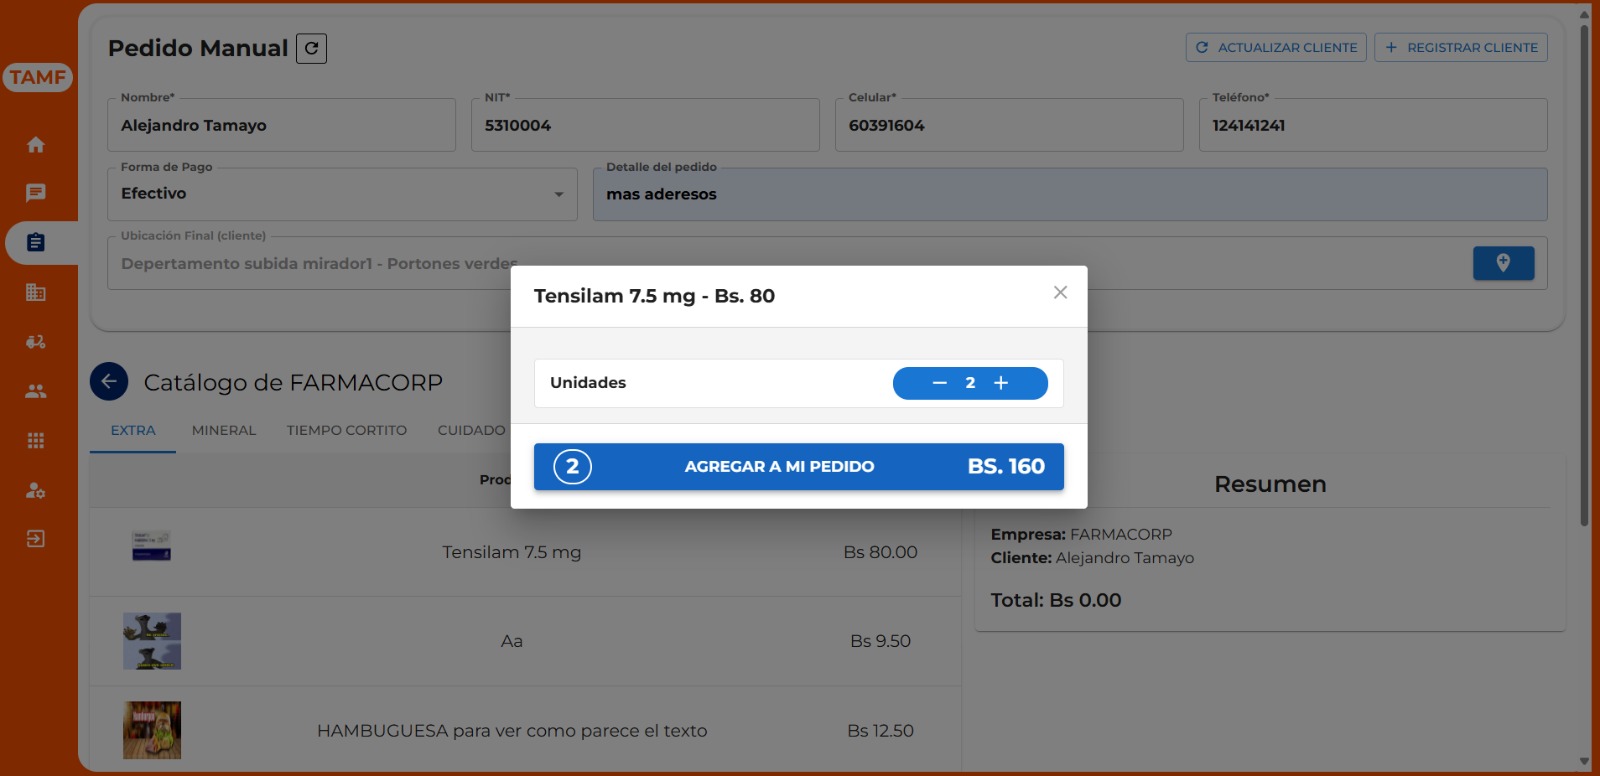 TAMF
Pedido Manual
ACTUALIZAR CLIENTE
REGISTRAR CLIENTE
Nombre*
Alejandro Tamayo
NIT*
5310004
Celular*
60391604
Teléfono*
124141241
Forma de Pago
Efectivo
Detalle del pedido
mas aderesos
Ubicación Final (cliente)
Depertamento subida mirador1 - Portones verdes
Tensilam 7.5 mg - Bs. 80
Unidades
2
2 AGREGAR A MI PEDIDO BS. 160
Catálogo de FARMACORP
EXTRA MINERAL TIEMPO CORTITO CUIDADO
Prod
Tensilam 7.5 mg Bs 80.00
Aa Bs 9.50
HAMBUGUESA para ver como parece el texto Bs 12.50
Resumen
Empresa: FARMACORP
Cliente: Alejandro Tamayo
Total: Bs 0.00